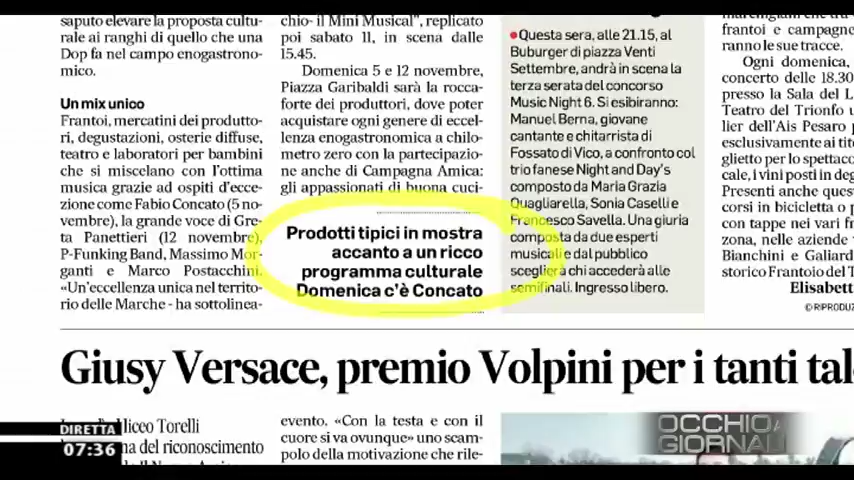 saputo elevare la proposta cultu-
rale ai ranghi di quello che una
Dop fa nel campo enogastrono-
mico.
Un mix unico
Frantoi, mercatini dei produtto-
ri, degustazioni, osterie diffuse,
teatro e laboratori per bambini
che si miscelano con l'ottima
musica grazie ad ospiti d'ecce-
zione come Fabio Concato (5 no-
vembre), la grande voce di Gre-
ta Panettieri (12 novembre),
P-Funking Band, Massimo Mor-
ganti e Marco Postacchini.
«Un'eccellenza unica nel territo-
rio delle Marche - ha sottolinea-
chio- il Mini Musical", replicato
poi sabato 11, in scena dalle
15.45.
Domenica 5 e 12 novembre,
Piazza Garibaldi sarà la rocca-
forte dei produttori, dove poter
acquistare ogni genere di eccel-
lenza enogastronomica a chilo-
metro zero con la partecipazio-
ne anche di Campagna Amica:
gli appassionati di buona cuci-
Prodotti tipici in mostra
accanto a un ricco
programma culturale
Domenica c'è Concato
Questa sera, alle 21.15, al
Buburger di piazza Venti
Settembre, andrà in scena la
terza serata del concorso
Music Night 6. Si esibiranno:
Manuel Berna, giovane
cantante e chitarrista di
Fossato di Vico, a confronto col
trio fanese Night and Day's
composto da Maria Grazia
Quagliarella, Sonia Caselli e
Francesco Savella. Una giuria
composta da due esperti
musicali e dal pubblico
sceglierà chi accederà alle
semifinali. Ingresso libero.
frantoi e campagne
ranno le sue tracce.
Ogni domenica,
concerto delle 18.30
presso la Sala del L
Teatro del Trionfo u
lier dell'Ais Pesaro p
esclusivamente ai tito
glietto per lo spettaco
cale, i vini posti in deg
Presenti anche quest
corsi in bicicletta o p
con tappe nei vari f
zona, nelle aziende
Bianchini e Galiard
storico Frantoio del T
Elisabett
© RIPRODUZ
Giusy Versace, premio Volpini per i tanti tale
liceo Torelli
na del riconoscimento
evento. «Con la testa e con il
cuore si va ovunque» uno scam-
polo della motivazione che rile-
DIRETTA
07:36
OCCHIO AI
GIORNALI